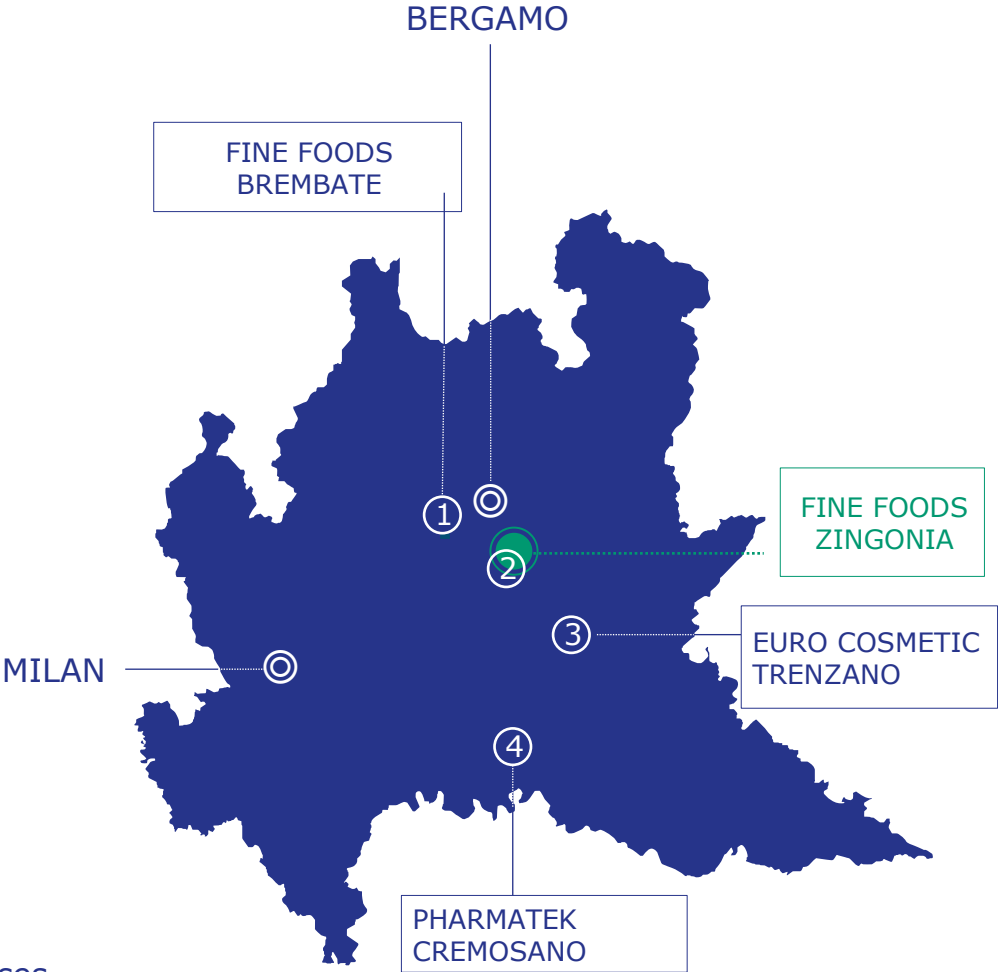 BERGAMO
FINE FOODS
BREMBATE
1
FINE FOODS
ZINGONIA
2
3
EURO COSMETIC
TRENZANO
MILAN
4
PHARMATEK
CREMOSANO